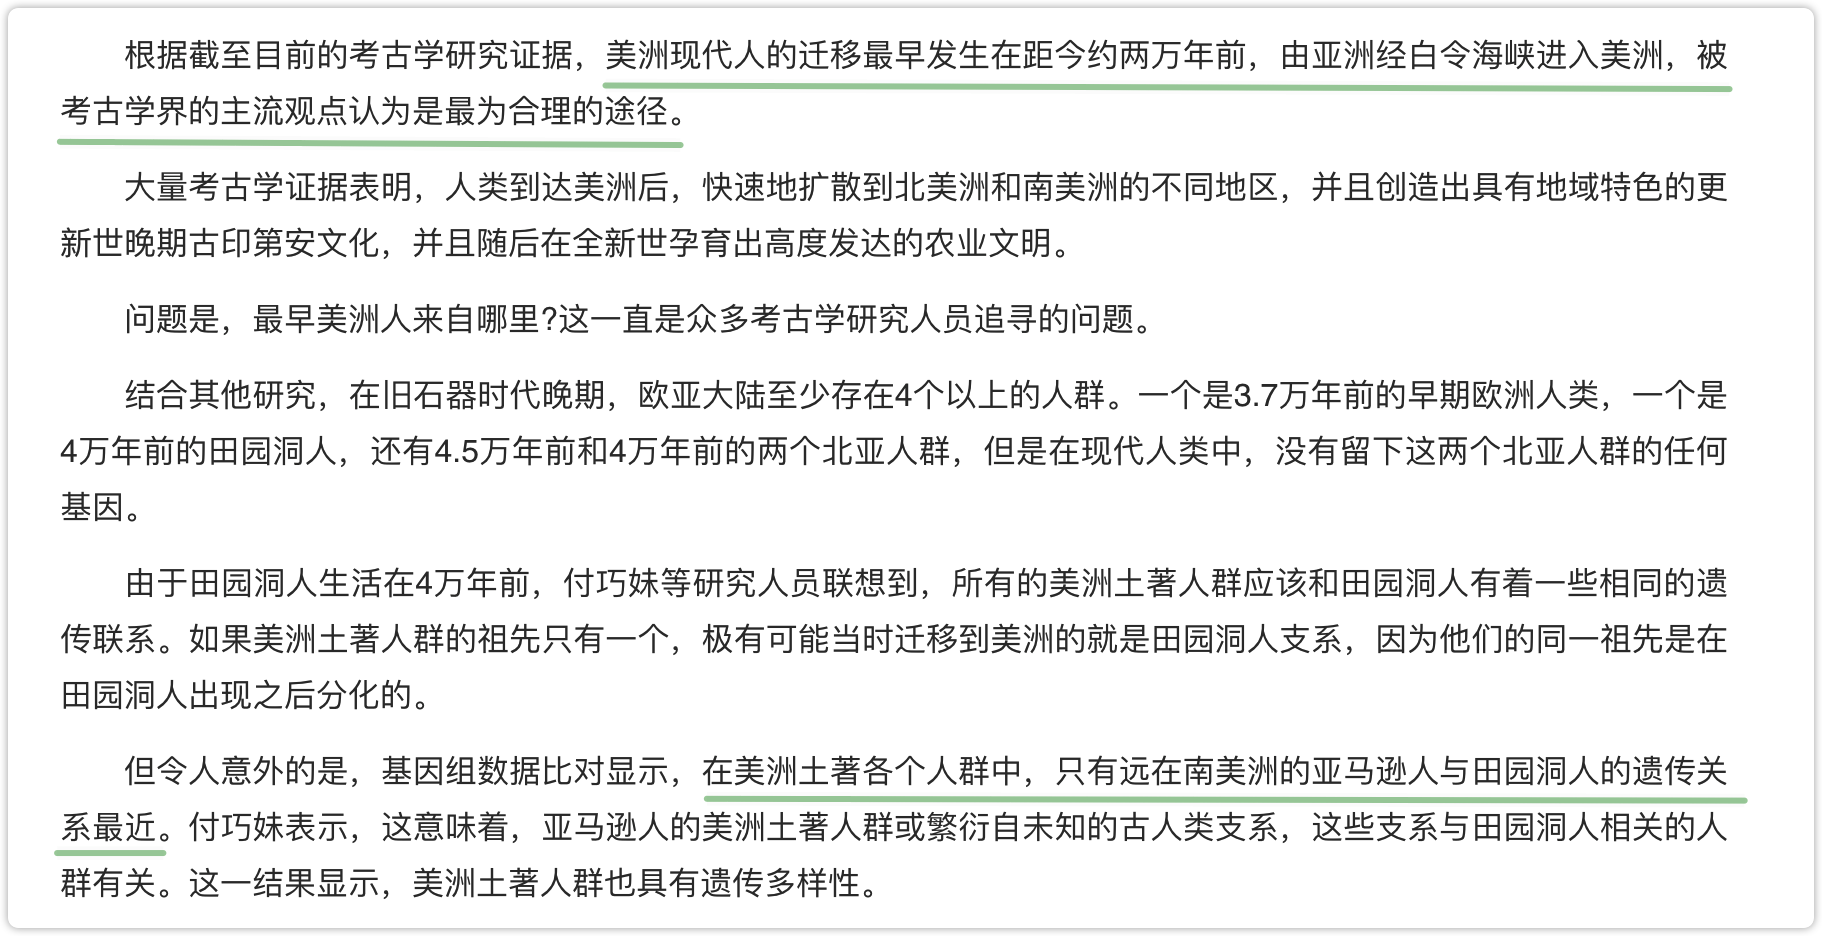 根据截至目前的考古学研究证据，美洲现代人的迁移最早发生在距今约两万年前，由亚洲经白令海峡进入美洲，被
考古学界的主流观点认为是最为合理的途径。
大量考古学证据表明，人类到达美洲后，快速地扩散到北美洲和南美洲的不同地区，并且创造出具有地域特色的更
新世晚期古印第安文化，并且随后在全新世孕育出高度发达的农业文明。
问题是，最早美洲人来自哪里?这一直是众多考古学研究人员追寻的问题。
结合其他研究，在旧石器时代晚期，欧亚大陆至少存在4个以上的人群。一个是3.7万年前的早期欧洲人类，一个是
4万年前的田园洞人，还有4.5万年前和4万年前的两个北亚人群，但是在现代人类中，没有留下这两个北亚人群的任何
基因。
由于田园洞人生活在4万年前，付巧妹等研究人员联想到，所有的美洲土著人群应该和田园洞人有着一些相同的遗
传联系。如果美洲土著人群的祖先只有一个，极有可能当时迁移到美洲的就是田园洞人支系，因为他们的同一祖先是在
田园洞人出现之后分化的。
但令人意外的是，基因组数据比对显示，在美洲土著各个人群中，只有远在南美洲的亚马逊人与田园洞人的遗传关
系最近。付巧妹表示，这意味着，亚马逊人的美洲土著人群或繁衍自未知的古人类支系，这些支系与田园洞人相关的人
群有关。这一结果显示，美洲土著人群也具有遗传多样性。